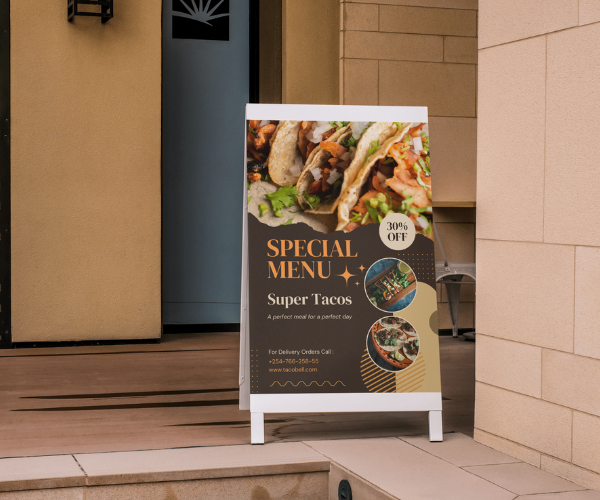 30%
OFF
SPECIAL
MENU
Super Tacos
A perfect meal for a perfect day
For Delivery Orders Call :
+254-766-356-55
www.tacobell.com